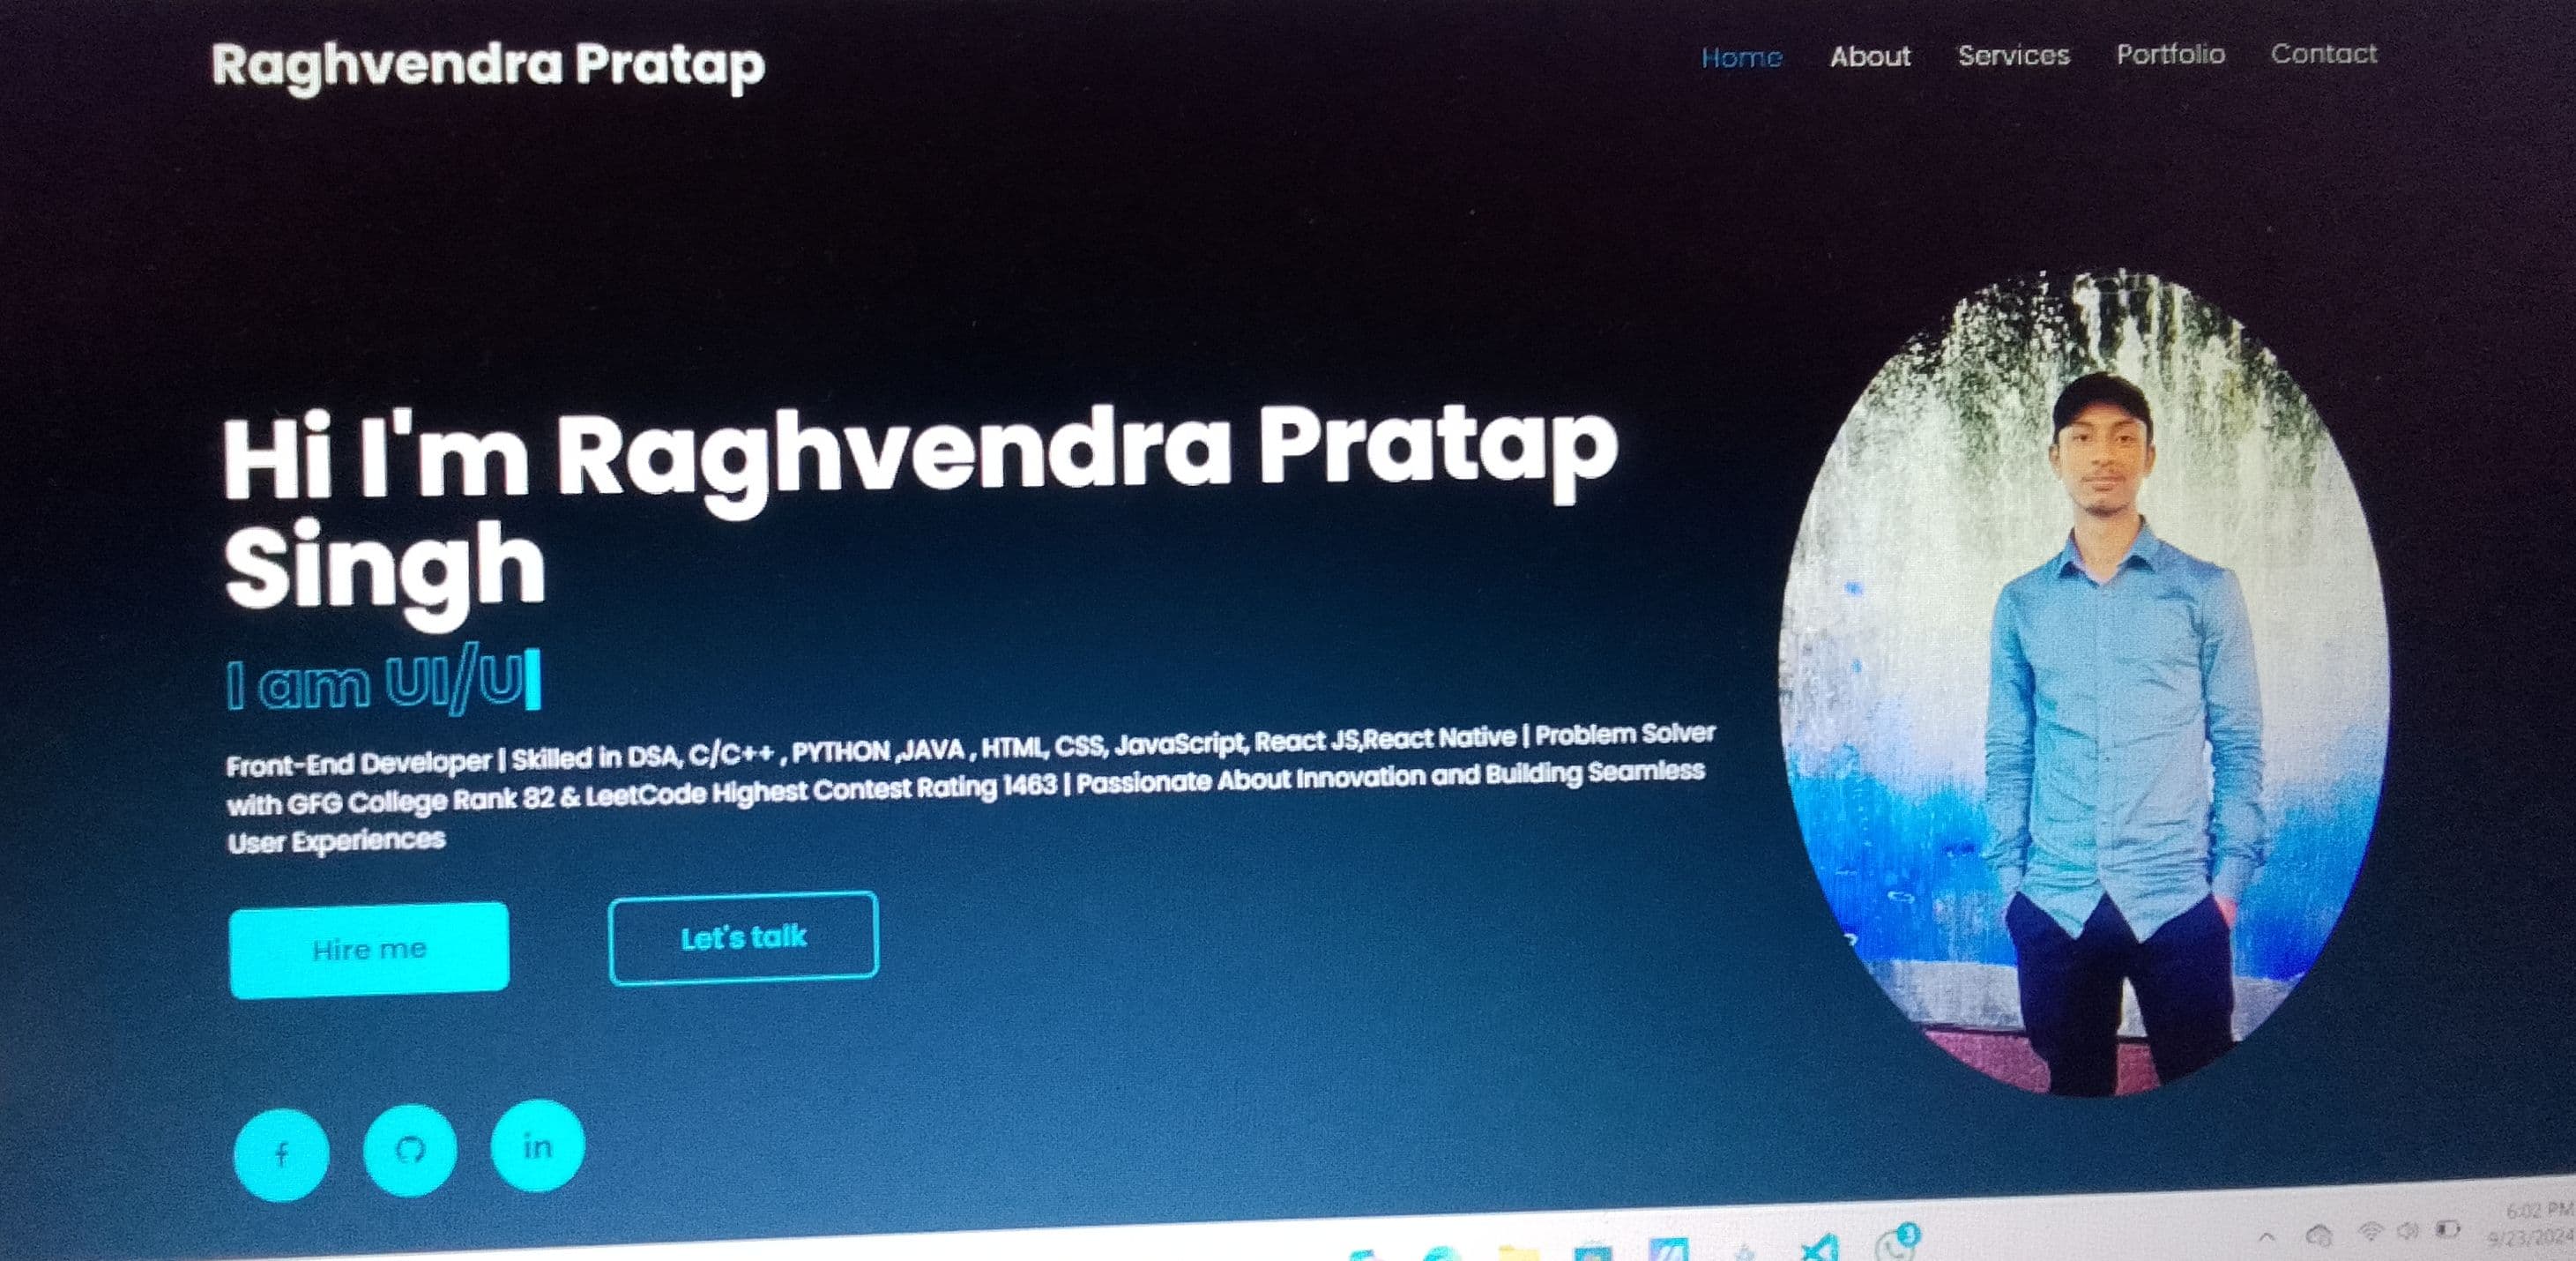 Raghvendra Pratap
Home About Services Portfolio Contact
Hi I'm Raghvendra Pratap
Singh
I am UI/U
Front-End Developer | Skilled in DSA, C/C++ , PYTHON ,JAVA , HTML, CSS, JavaScript, React JS,React Native | Problem Solver
with GFG College Rank 82 & LeetCode Highest Contest Rating 1463 | Passionate About Innovation and Building Seamless
User Experiences
Hire me Let's talk
f in
3
6:02 PM
9/23/2024